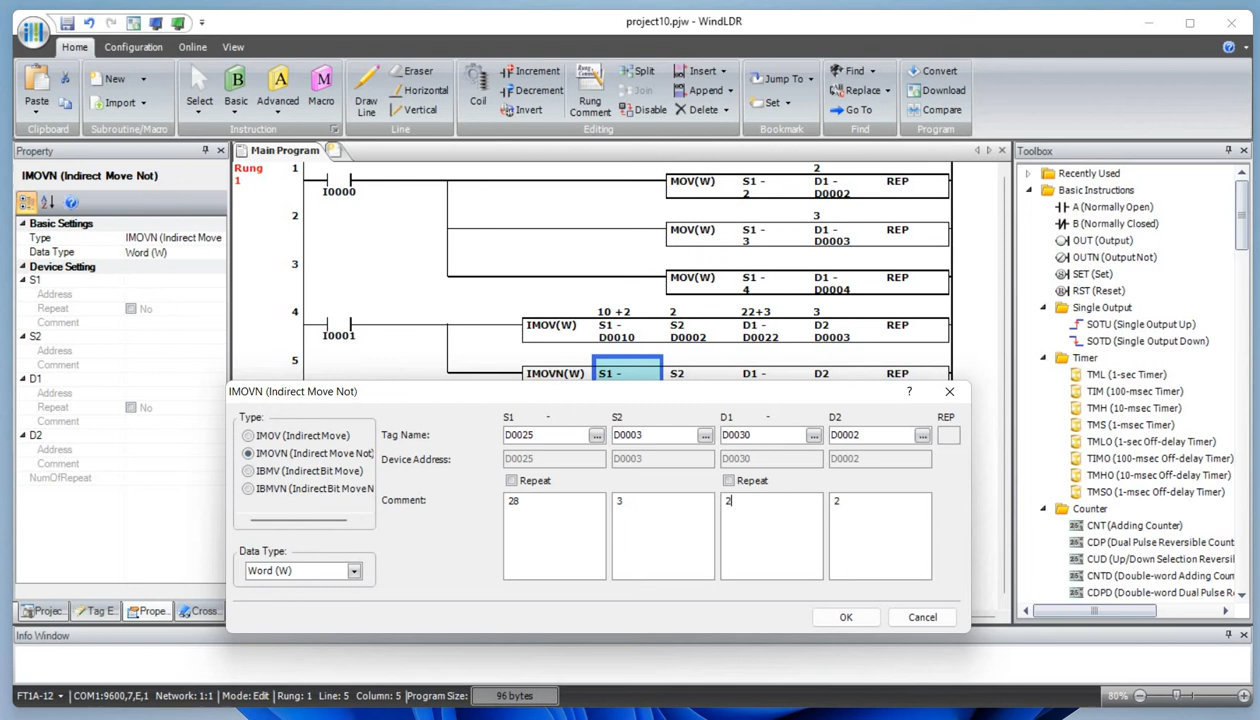 project10.pjw - WindLDR
Home Configuration Online View
Paste
New
Import
Select
Basic
Advanced
Macro
B
A
M
Draw Line
Eraser
Horizontal
Vertical
Coil
Increment
Decrement
Invert
Rung Comment
Split
Join
Disable
Insert
Append
Delete
Jump To
Set
Find
Replace
Go To
Convert
Download
Compare
Clipboard Subroutine/Macro Instruction Line Editing Bookmark Find Program
Property
IMOVN (Indirect Move Not)
Basic Settings
Type IMOVN (Indirect Move
Data Type Word (W)
Device Setting
S1
Address
Repeat No
Comment
S2
Address
Comment
D1
Address
Repeat No
Comment
D2
Address
Comment
NumOfRepeat
Projec... Tag E... Prope... Cross...
Main Program
Rung 1
1
I0000
2
MOV(W) S1 - D1 - REP
2 D0002
2
3
MOV(W) S1 - D1 - REP
3 D0003
3
MOV(W) S1 - D1 - REP
4 D0004
4
I0001
10 +2 2 22+3 3
IMOV(W) S1 - S2 D1 - D2 REP
D0010 D0002 D0022 D0003
5
IMOVN(W) S1 - S2 D1 - D2 REP
IMOVN (Indirect Move Not)
?
Type:
IMOV (IndirectMove)
IMOVN (Indirect Move Not)
IBMV (IndirectBit Move)
IBMVN (IndirectBit MoveN
Data Type:
Word (W)
S1 - S2 D1 - D2 REP
Tag Name: D0025 ... D0003 ... D0030 ... D0002 ...
Device Address: D0025 D0003 D0030 D0002
Repeat Repeat
Comment: 28 3 2 2
OK Cancel
Toolbox
Recently Used
Basic Instructions
A (Normally Open)
B (Normally Closed)
OUT (Output)
OUTN (OutputNot)
SET (Set)
RST (Reset)
Single Output
SOTU (Single Output Up)
SOTD (Single Output Down)
Timer
TML (1-sec Timer)
TIM (100-msec Timer)
TMH (10-msec Timer)
TMS (1-msec Timer)
TMLO (1-sec Off-delay Timer)
TIMO (100-msec Off-delay Timer)
TMHO (10-msec Off-delay Timer)
TMSO (1-msec Off-delay Timer)
Counter
CNT (Adding Counter)
CDP (Dual Pulse Reversible Count
CUD (Up/Down Selection Reversil
CNTD (Double-word Adding Cour
CDPD (Double-word Dual Pulse Re
Info Window
FT1A-12 COM1:9600,7,E,1 Network: 1:1 Mode: Edit Rung: 1 Line: 5 Column: 5 Program Size: 96 bytes 80%